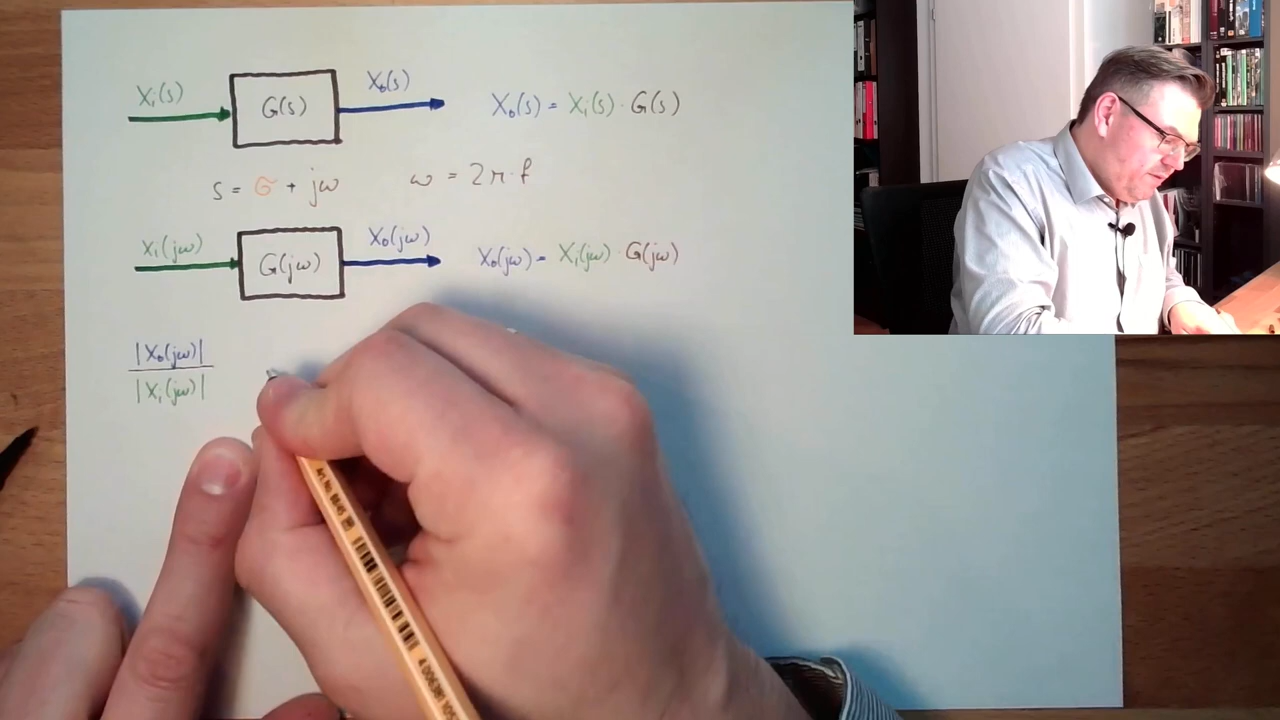 Xi(s) G(s) Xo(s) Xo(s) = Xi(s) · G(s)
s = σ + jω ω = 2π·f
Xi(jω) G(jω) Xo(jω) Xo(jω) = Xi(jω) · G(jω)
|Xo(jω)|
|Xi(jω)|